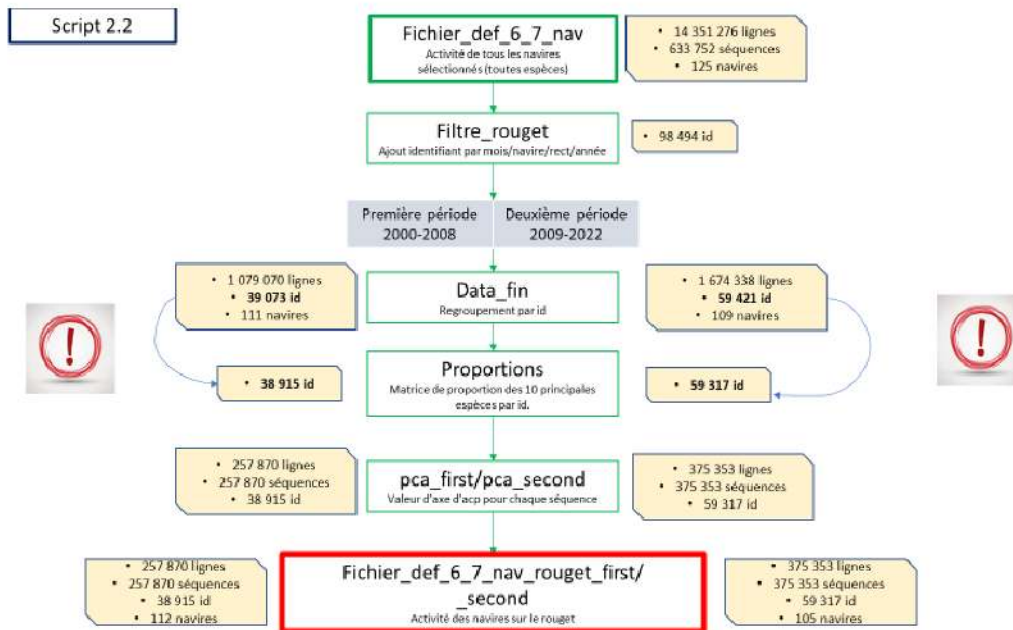 Script 2.2
Fichier_def_6_7_nav
Activité de tous les navires
sélectionnés (toutes espèces)
• 14 351 276 lignes
• 633 752 séquences
• 125 navires
Filtre_rouget
Ajout identifiant par mois/navire/rect/année
• 98 494 id
Première période
2000-2008
Deuxième période
2009-2022
• 1 079 070 lignes
• 39 073 id
• 111 navires
Data_fin
Regroupement par id
• 1 674 338 lignes
• 59 421 id
• 109 navires
• 38 915 id
Proportions
Matrice de proportion des 10 principales
espèces par id.
• 59 317 id
• 257 870 lignes
• 257 870 séquences
• 38 915 id
pca_first/pca_second
Valeur d'axe d'acp pour chaque séquence
• 375 353 lignes
• 375 353 séquences
• 59 317 id
• 257 870 lignes
• 257 870 séquences
• 38 915 id
• 112 navires
Fichier_def_6_7_nav_rouget_first/
_second
Activité des navires sur le rouget
• 375 353 lignes
• 375 353 séquences
• 59 317 id
• 105 navires